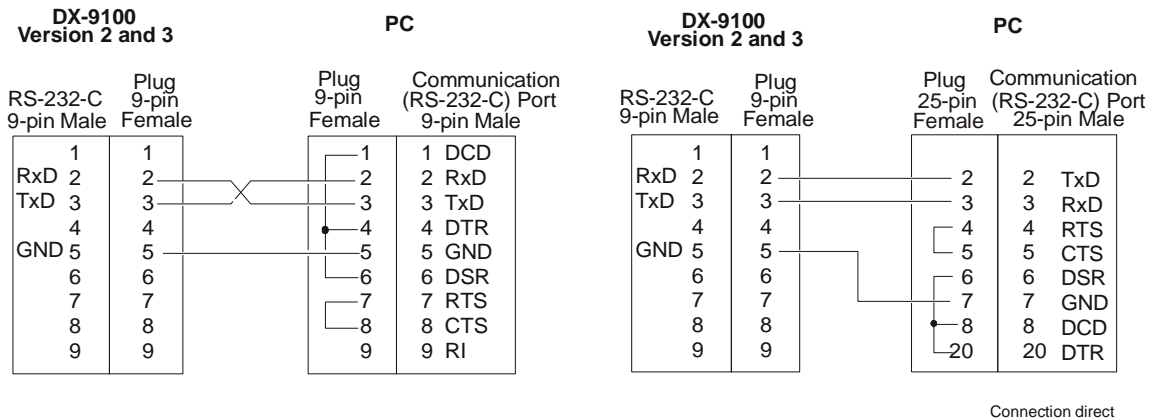 DX-9100
Version 2 and 3
PC
RS-232-C
9-pin Male
Plug
9-pin
Female
Plug
9-pin
Female
Communication
(RS-232-C) Port
9-pin Male
1 1 1 1 DCD
RxD 2 2 2 2 RxD
TxD 3 3 3 3 TxD
4 4 4 4 DTR
GND 5 5 5 5 GND
6 6 6 6 DSR
7 7 7 7 RTS
8 8 8 8 CTS
9 9 9 9 RI
DX-9100
Version 2 and 3
PC
RS-232-C
9-pin Male
Plug
9-pin
Female
Plug
25-pin
Female
Communication
(RS-232-C) Port
25-pin Male
1 1
RxD 2 2 2 2 TxD
TxD 3 3 3 3 RxD
4 4 4 4 RTS
GND 5 5 5 5 CTS
6 6 6 6 DSR
7 7 7 7 GND
8 8 8 8 DCD
9 9 20 20 DTR
Connection direct